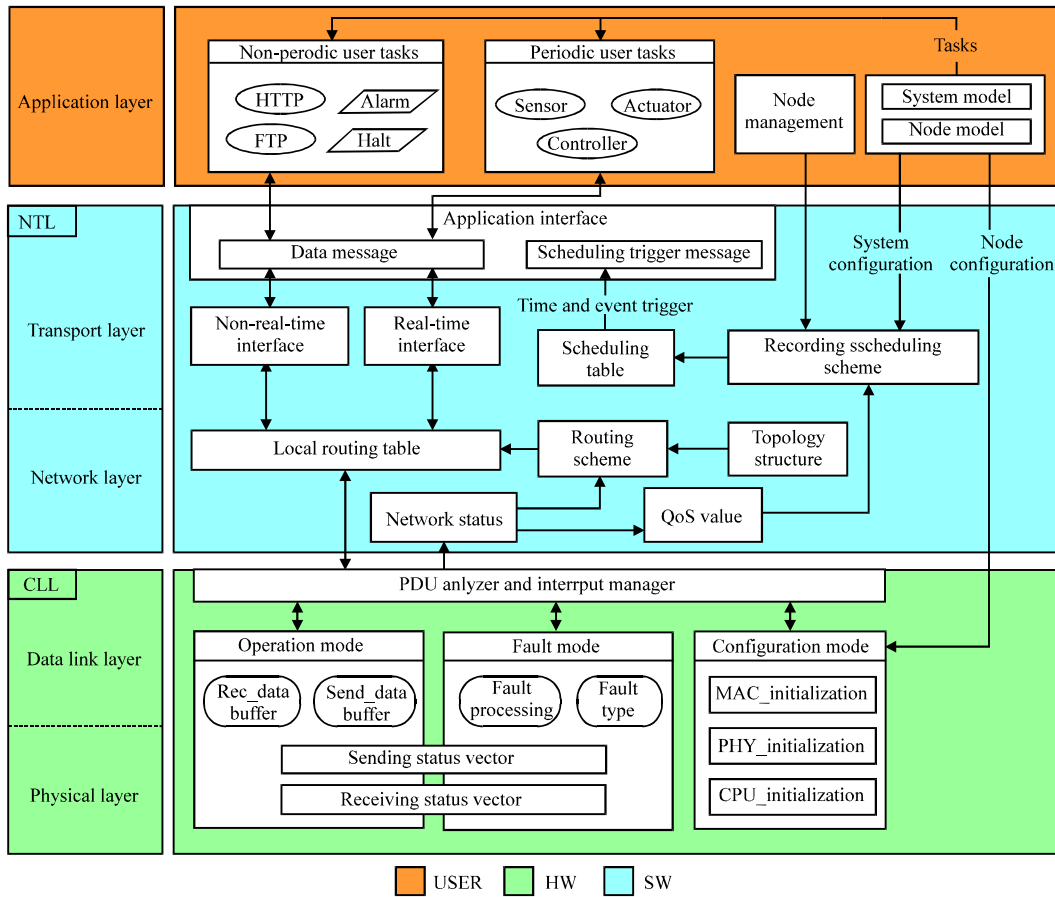 Application layer
Non-perodic user tasks
HTTP
Alarm
FTP
Halt
Periodic user tasks
Sensor
Actuator
Controller
Tasks
Node
management
System model
Node model
NTL
Transport layer
Network layer
Application interface
Data message
Scheduling trigger message
System
configuration
Node
configuration
Time and event trigger
Non-real-time
interface
Real-time
interface
Scheduling
table
Recording sscheduling
scheme
Local routing table
Routing
scheme
Topology
structure
Network status
QoS value
CLL
Data link layer
Physical layer
PDU anlyzer and interrput manager
Operation mode
Rec_data
buffer
Send_data
buffer
Fault mode
Fault
processing
Fault
type
Sending status vector
Receiving status vector
Configuration mode
MAC_initialization
PHY_initialization
CPU_initialization
USER
HW
SW